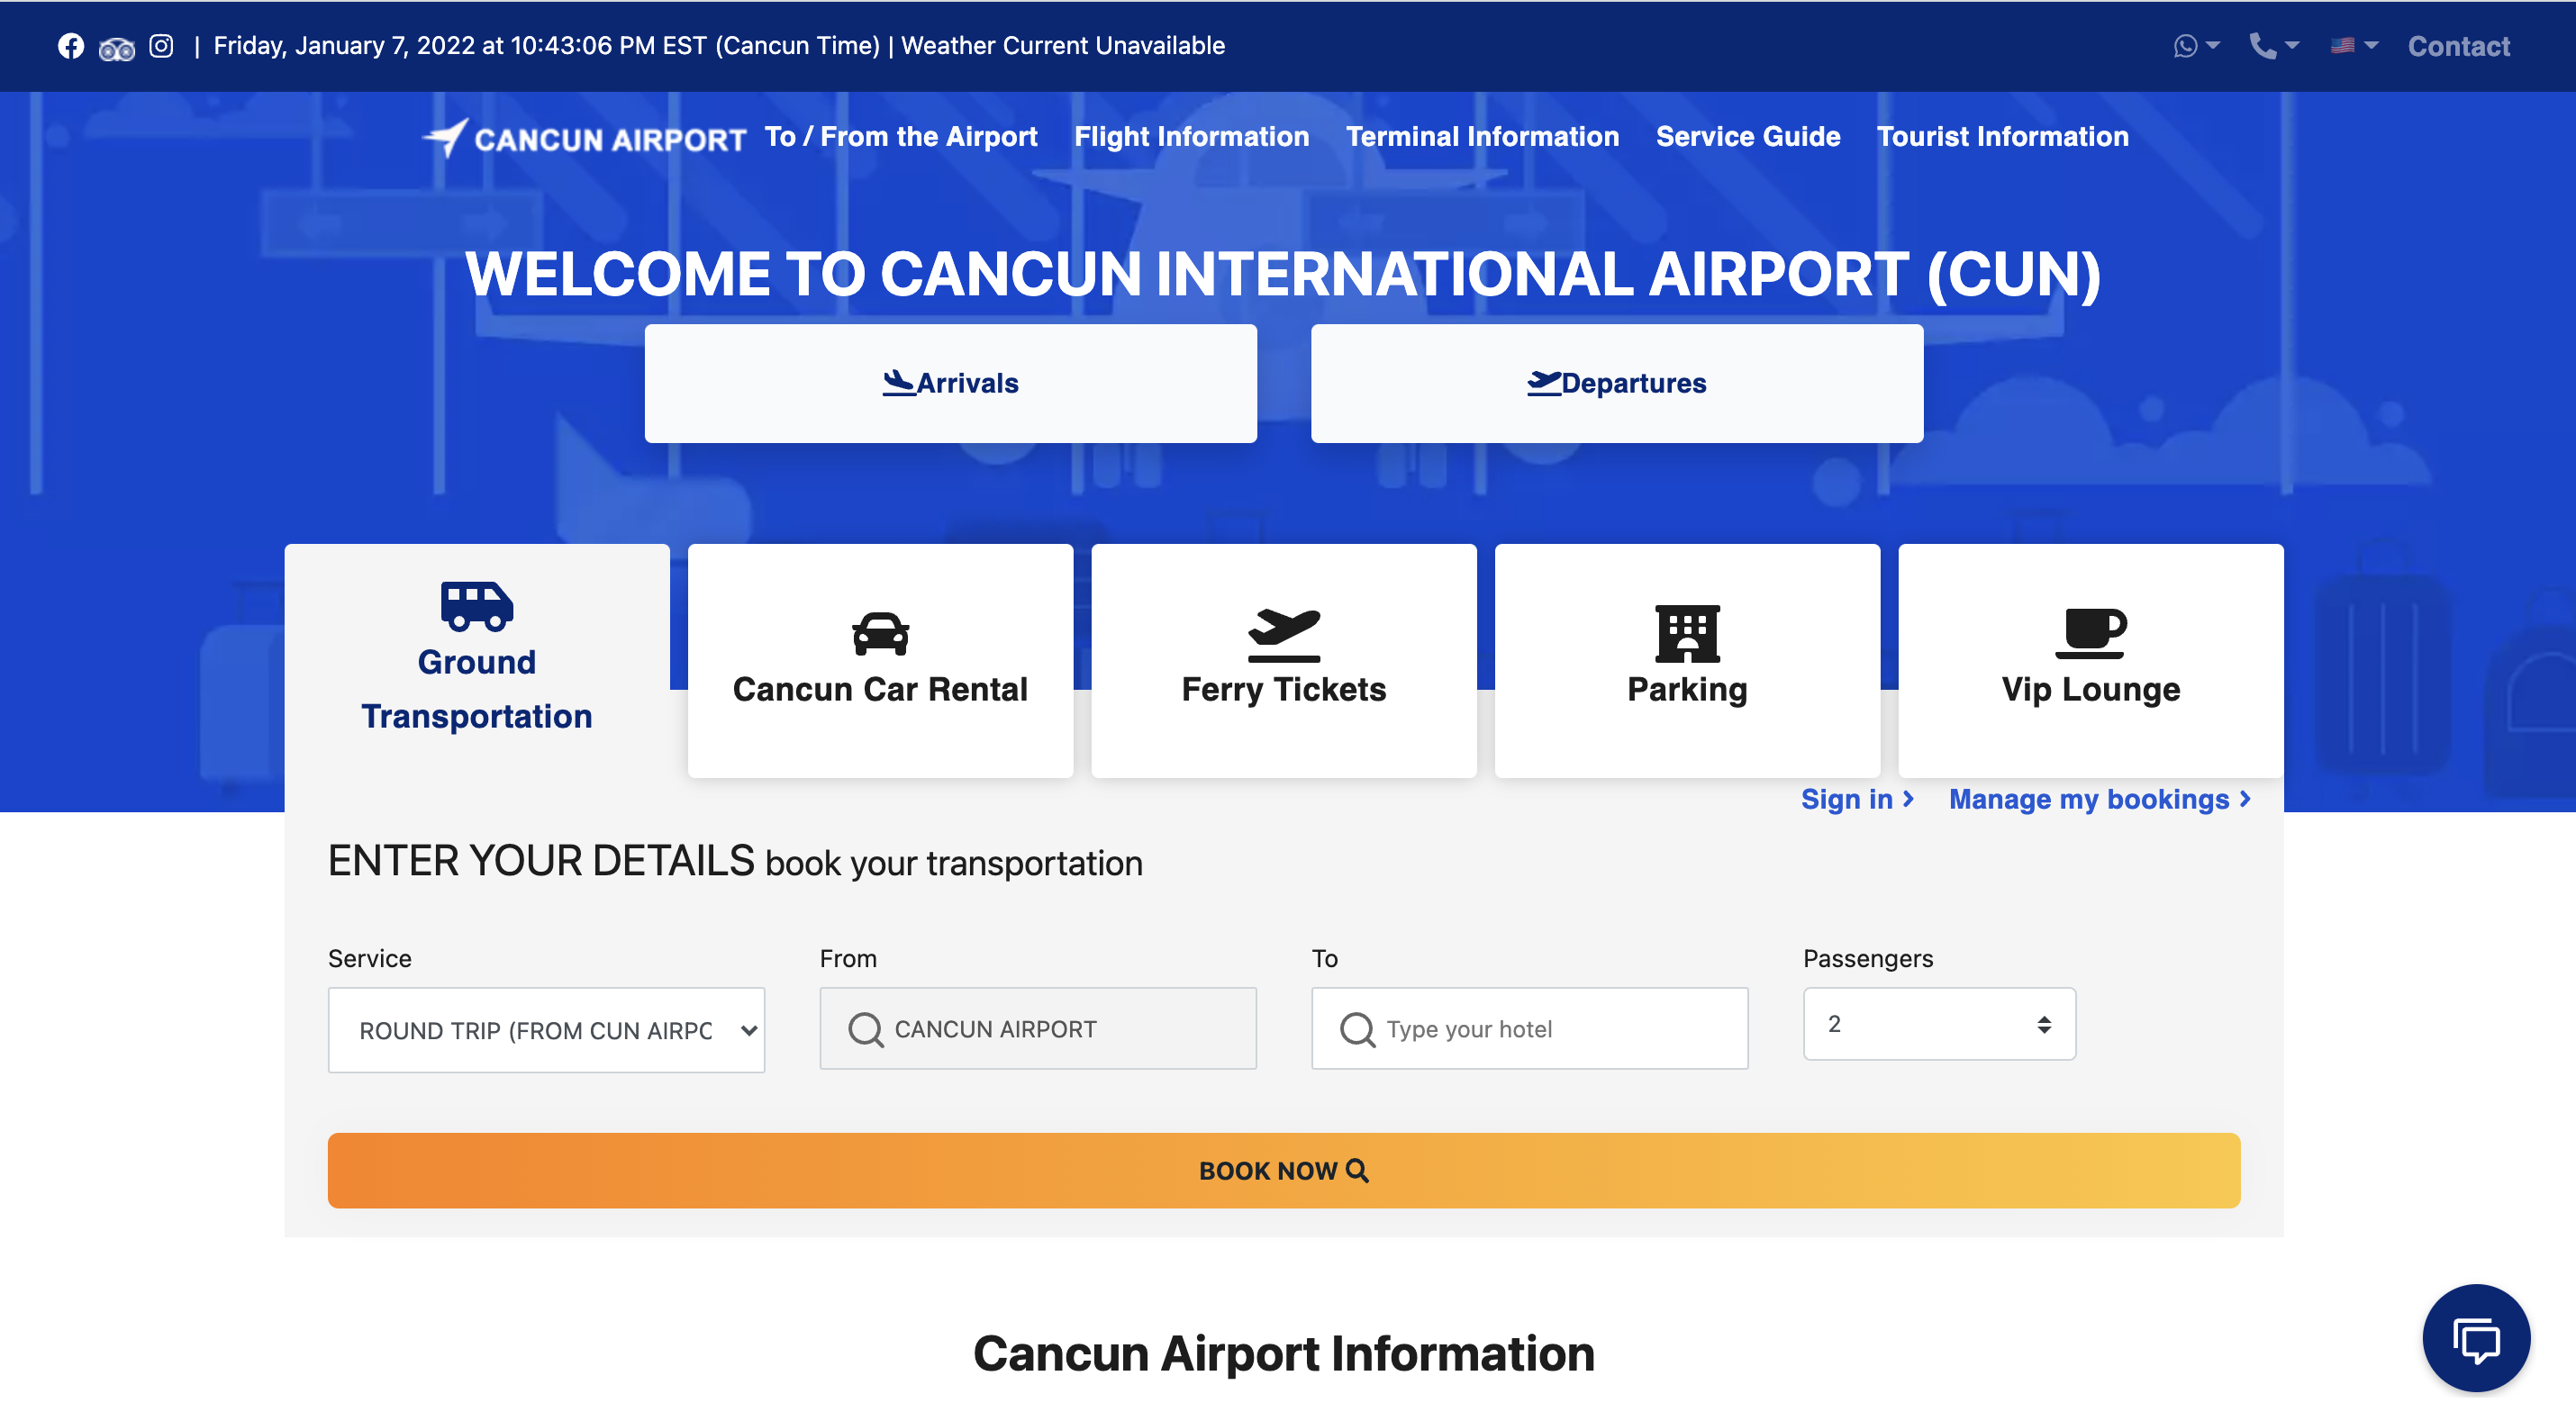 | Friday, January 7, 2022 at 10:43:06 PM EST (Cancun Time) | Weather Current Unavailable
Contact
CANCUN AIRPORT
To / From the Airport
Flight Information
Terminal Information
Service Guide
Tourist Information
WELCOME TO CANCUN INTERNATIONAL AIRPORT (CUN)
Arrivals
Departures
Ground
Transportation
Cancun Car Rental
Ferry Tickets
Parking
Vip Lounge
Sign in
Manage my bookings
ENTER YOUR DETAILS book your transportation
Service
From
To
Passengers
ROUND TRIP (FROM CUN AIRPC
CANCUN AIRPORT
Type your hotel
2
BOOK NOW
Cancun Airport Information